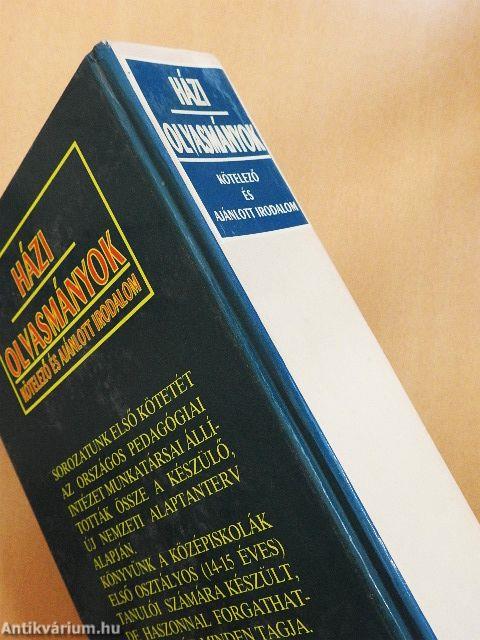 HÁZI
OLVASMÁNYOK
KÖTELEZŐ
ÉS
AJÁNLOTT IRODALOM
HÁZI
OLVASMÁNYOK
KÖTELEZŐ ÉS AJÁNLOTT IRODALOM
SOROZATUNK ELSŐ KÖTETÉT
AZ ORSZÁGOS PEDAGÓGIAI
INTÉZET MUNKATÁRSAI ÁLLÍ-
TOTTÁK ÖSSZE A KÉSZÜLŐ,
ÚJ NEMZETI ALAPTANTERV
ALAPJÁN.
KÖNYVÜNK A KÖZÉPISKOLÁK
ELSŐ OSZTÁLYOS (14-15 ÉVES)
TANULÓI SZÁMÁRA KÉSZÜLT,
DE HASZONNAL FORGATHAT-
MINDEN TAGJA.
Antikvárium.hu